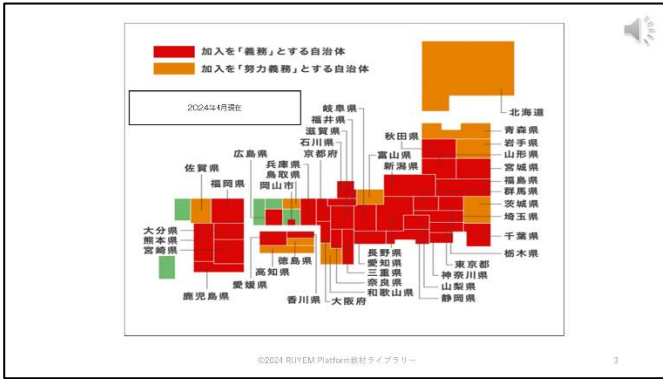 加入を「義務」とする自治体
加入を「努力義務」とする自治体
2024年4月現在
北海道
青森県
岩手県
秋田県
山形県
宮城県
福島県
群馬県
茨城県
埼玉県
千葉県
栃木県
東京都
神奈川県
山梨県
静岡県
新潟県
富山県
岐阜県
福井県
滋賀県
石川県
京都府
兵庫県
鳥取県
岡山市
広島県
佐賀県
福岡県
大分県
熊本県
宮崎県
鹿児島県
愛媛県
高知県
徳島県
香川県
大阪府
和歌山県
奈良県
三重県
愛知県
長野県
©2024 RIJYEM Platform教材ライブラリー
3